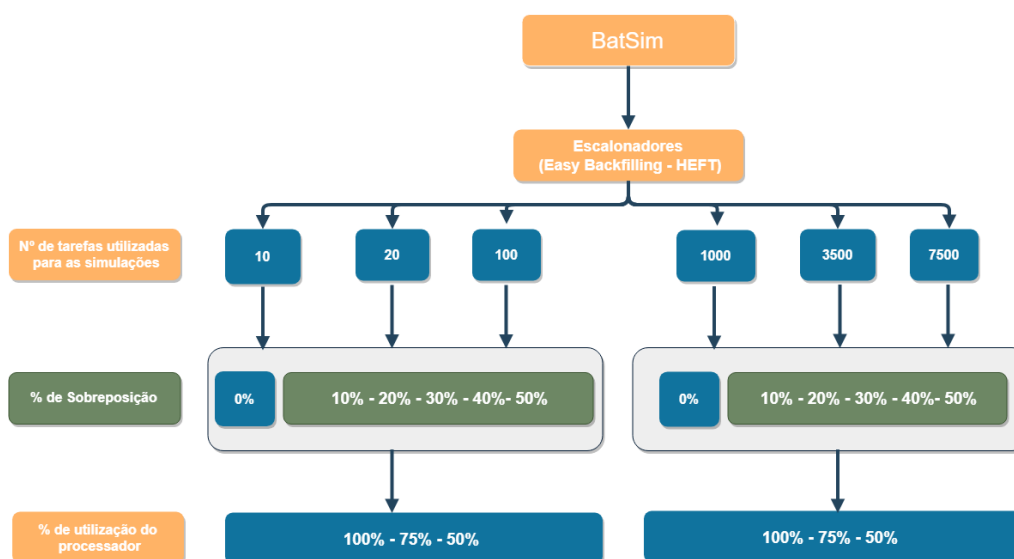 BatSim
Escalonadores
(Easy Backfilling - HEFT)
Nº de tarefas utilizadas
para as simulações
10
20
100
1000
3500
7500
% de Sobreposição
0%
10% - 20% - 30% - 40%- 50%
0%
10% - 20% - 30% - 40%- 50%
% de utilização do
processador
100% - 75% - 50%
100% - 75% - 50%